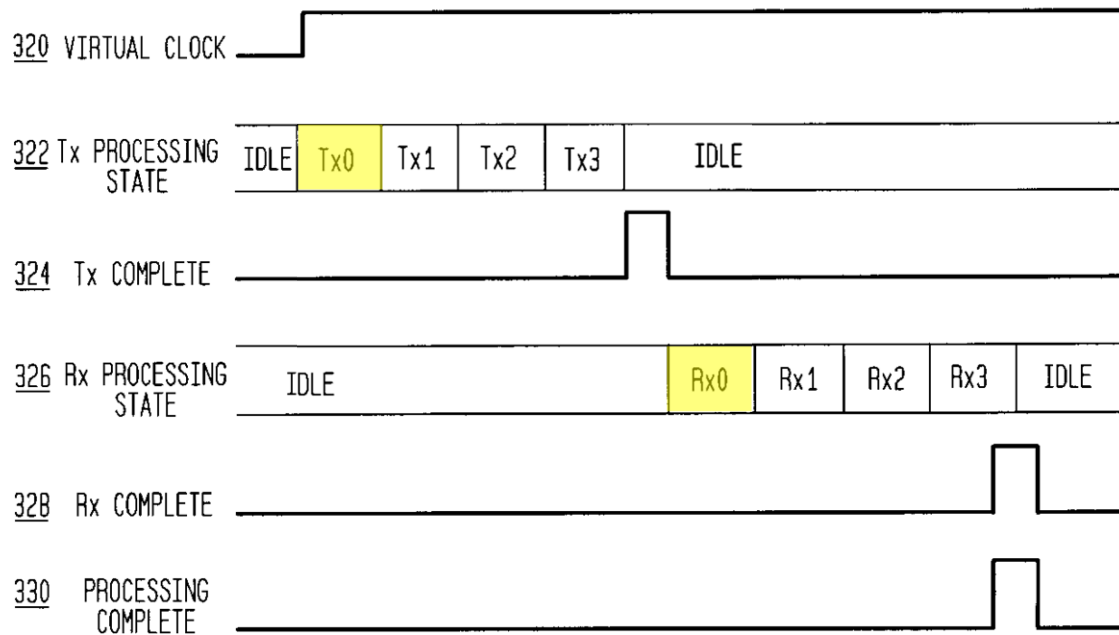 320 VIRTUAL CLOCK
322 Tx PROCESSING
STATE
IDLE Tx0 Tx1 Tx2 Tx3 IDLE
324 Tx COMPLETE
326 Rx PROCESSING
STATE
IDLE Rx0 Rx1 Rx2 Rx3 IDLE
328 Rx COMPLETE
330 PROCESSING
COMPLETE